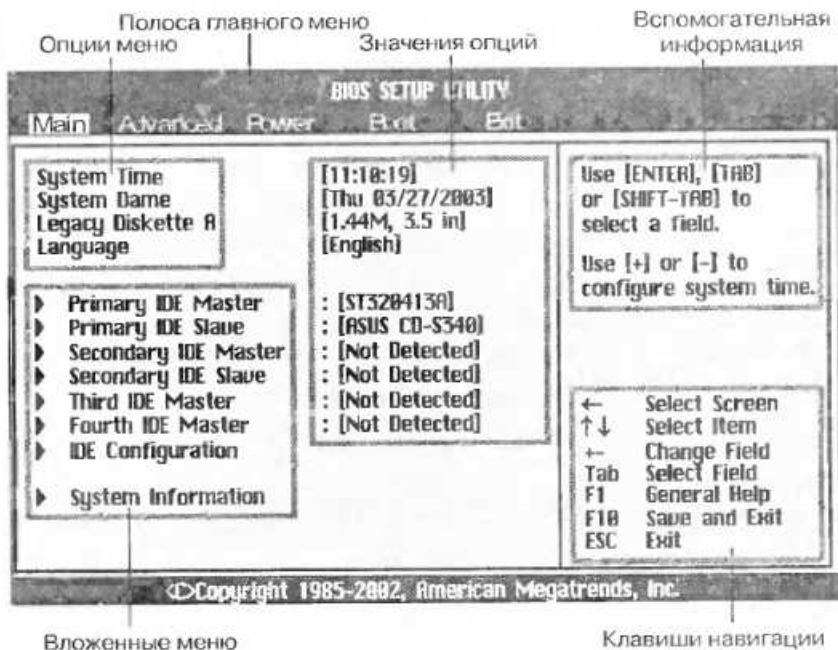 Полоса главного меню
Опции меню
Значения опций
Вспомогательная
информация
BIOS SETUP UTILITY
Main Advanced Power Boot Exit
System Time [11:10:19]
System Dame [Thu 03/27/2003]
Legacy Diskette A [1.44M, 3.5 in]
Language [English]
Primary IDE Master : [ST320413A]
Primary IDE Slave : [ASUS CD-S340]
Secondary IDE Master : [Not Detected]
Secondary IDE Slave : [Not Detected]
Third IDE Master : [Not Detected]
Fourth IDE Master : [Not Detected]
IDE Configuration
System Information
Use [ENTER], [TAB]
or [SHIFT-TAB] to
select a field.
Use [+] or [-] to
configure system time.
← Select Screen
↑↓ Select Item
+- Change Field
Tab Select Field
F1 General Help
F10 Save and Exit
ESC Exit
<C>Copyright 1985-2002, American Megatrends, Inc.
Вложенные меню
Клавиши навигации